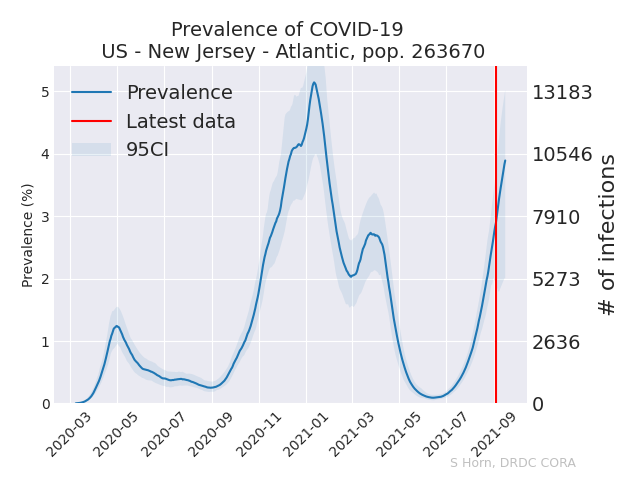 Prevalence of COVID-19
US - New Jersey - Atlantic, pop. 263670
Prevalence
Latest data
95CI
Prevalence (%)
5
4
3
2
1
0
13183
10546
7910
5273
2636
0
# of infections
2020-03
2020-05
2020-07
2020-09
2020-11
2021-01
2021-03
2021-05
2021-07
2021-09
S Horn, DRDC CORA